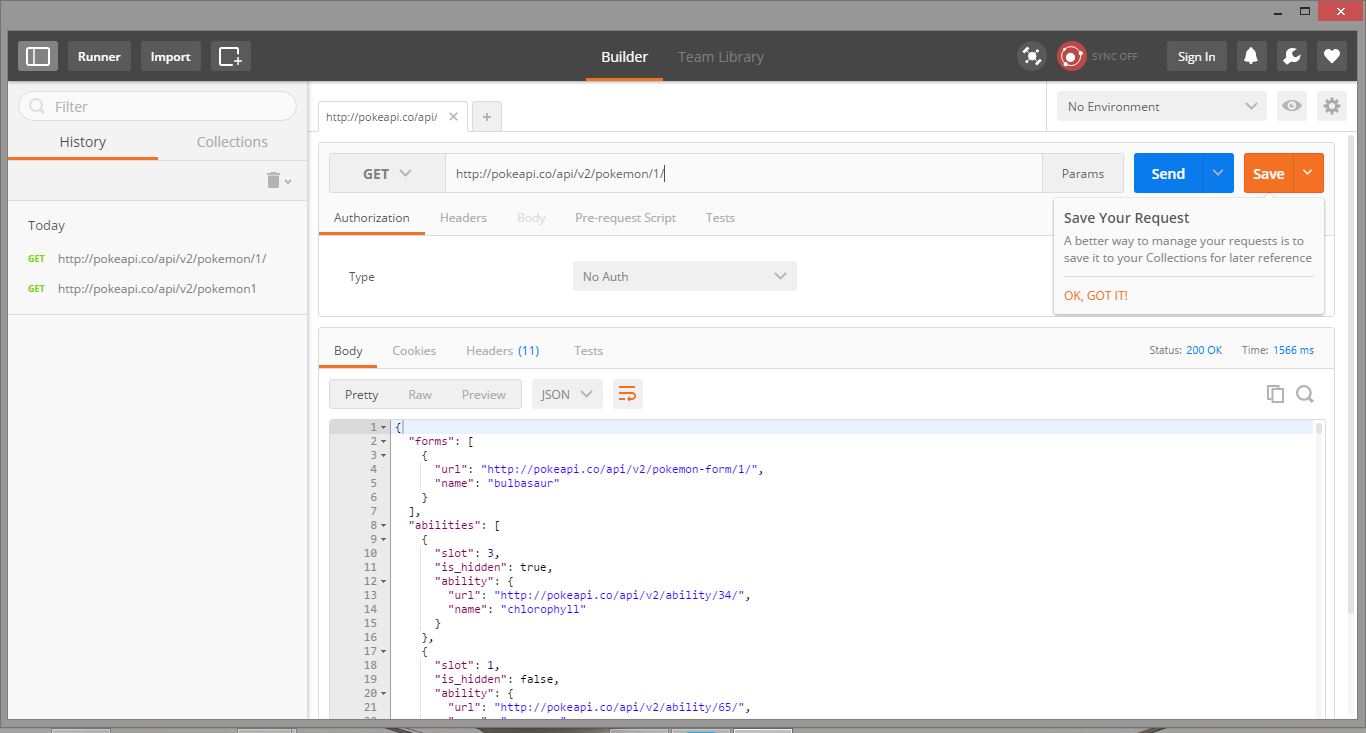 Runner Import Builder Team Library SYNC OFF Sign In
Filter
History Collections
Today
GET http://pokeapi.co/api/v2/pokemon/1/
GET http://pokeapi.co/api/v2/pokemon1
http://pokeapi.co/api/ No Environment
GET http://pokeapi.co/api/v2/pokemon/1/ Params Send Save
Authorization Headers Body Pre-request Script Tests
Type No Auth
Save Your Request
A better way to manage your requests is to
save it to your Collections for later reference
OK, GOT IT!
Body Cookies Headers (11) Tests Status: 200 OK Time: 1566 ms
Pretty Raw Preview JSON
1 {
2 "forms": [
3 {
4 "url": "http://pokeapi.co/api/v2/pokemon-form/1/",
5 "name": "bulbasaur"
6 }
7 ],
8 "abilities": [
9 {
10 "slot": 3,
11 "is_hidden": true,
12 "ability": {
13 "url": "http://pokeapi.co/api/v2/ability/34/",
14 "name": "chlorophyll"
15 }
16 },
17 {
18 "slot": 1,
19 "is_hidden": false,
20 "ability": {
21 "url": "http://pokeapi.co/api/v2/ability/65/",